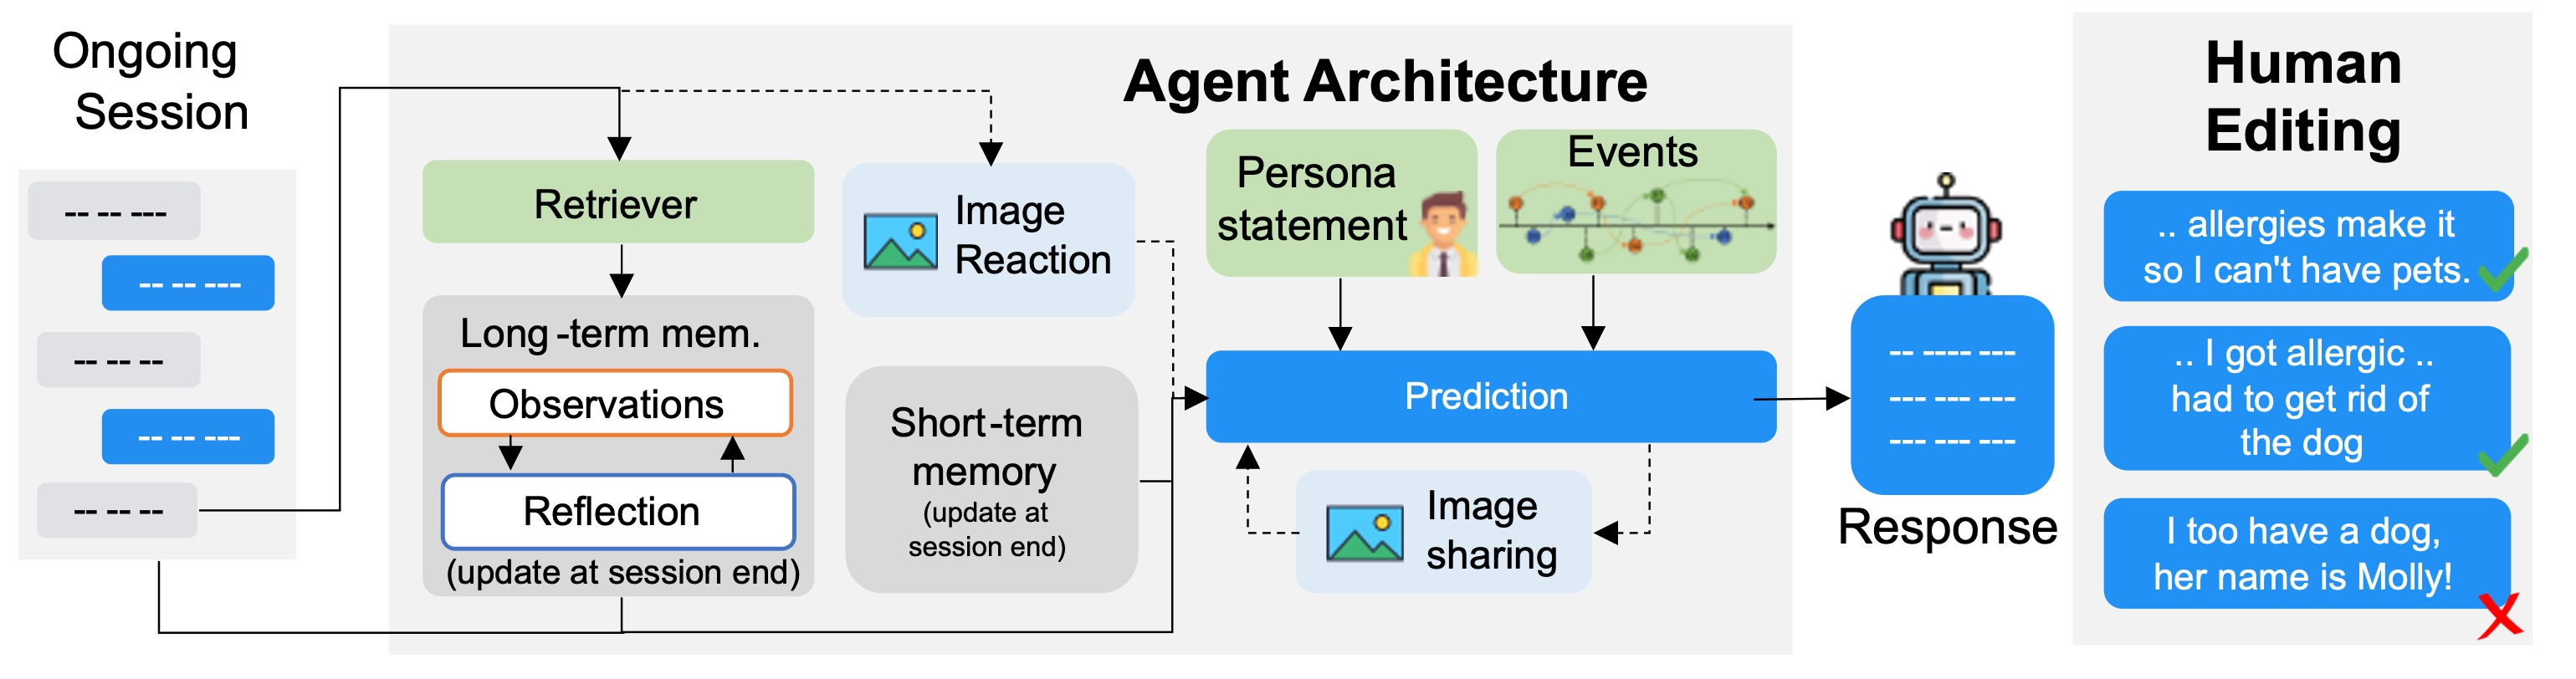 Ongoing
Session
-- -- ---
-- -- ---
-- -- --
-- -- ---
-- -- --
Agent Architecture
Retriever
Long-term mem.
Observations
Reflection
(update at session end)
Image
Reaction
Short-term
memory
(update at
session end)
Persona
statement
Events
Prediction
Image
sharing
-- ---- ---
--- --- ---
--- --- ---
Response
Human
Editing
.. allergies make it
so I can't have pets.
.. I got allergic ..
had to get rid of
the dog
I too have a dog,
her name is Molly!